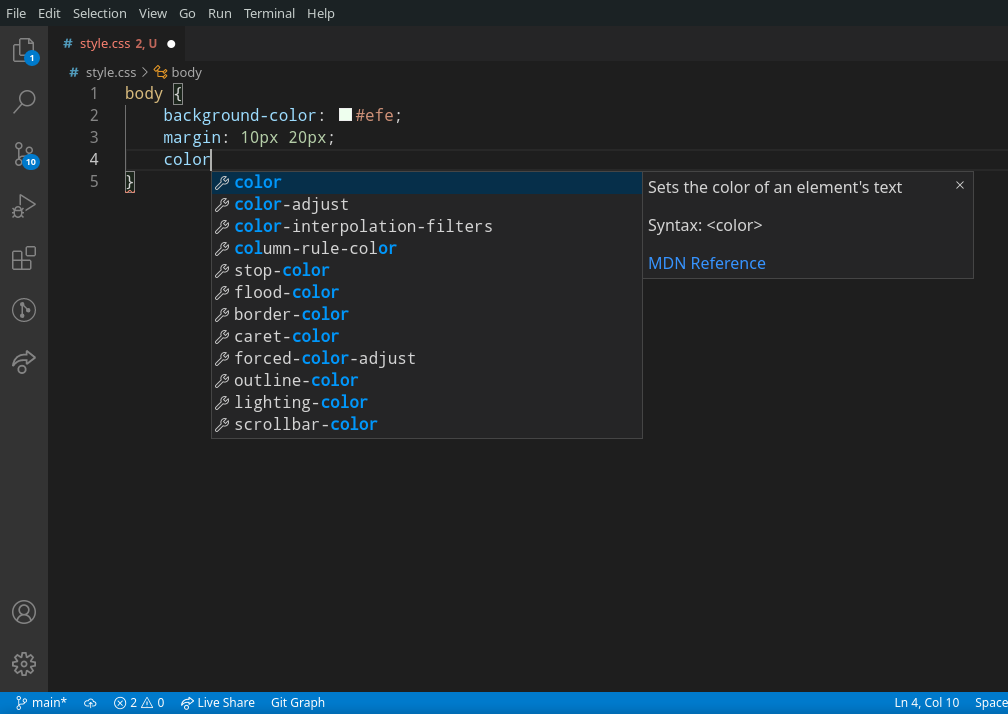 File Edit Selection View Go Run Terminal Help
# style.css 2, U
# style.css > body
1 body {
2 background-color: #efe;
3 margin: 10px 20px;
4 color
5 }
color
color-adjust
color-interpolation-filters
column-rule-color
stop-color
flood-color
border-color
caret-color
forced-color-adjust
outline-color
lighting-color
scrollbar-color
Sets the color of an element's text ×
Syntax: <color>
MDN Reference
1
10
main* 2 0 Live Share Git Graph Ln 4, Col 10 Space